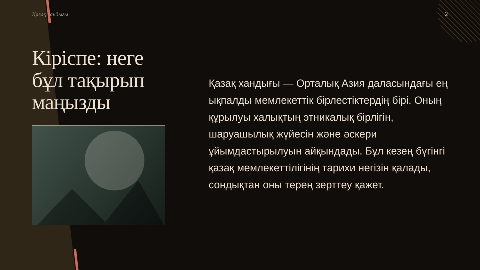 Қазақ хандығы
2
Кіріспе: неге
бұл тақырып
маңызды
Қазақ хандығы — Орталық Азия даласындағы ең
ықпалды мемлекеттік бірлестіктердің бірі. Оның
құрылуы халықтың этникалық бірлігін,
шаруашылық жүйесін және әскери
ұйымдастырылуын айқындады. Бұл кезең бүгінгі
қазақ мемлекеттілігінің тарихи негізін қалады,
сондықтан оны терең зерттеу қажет.